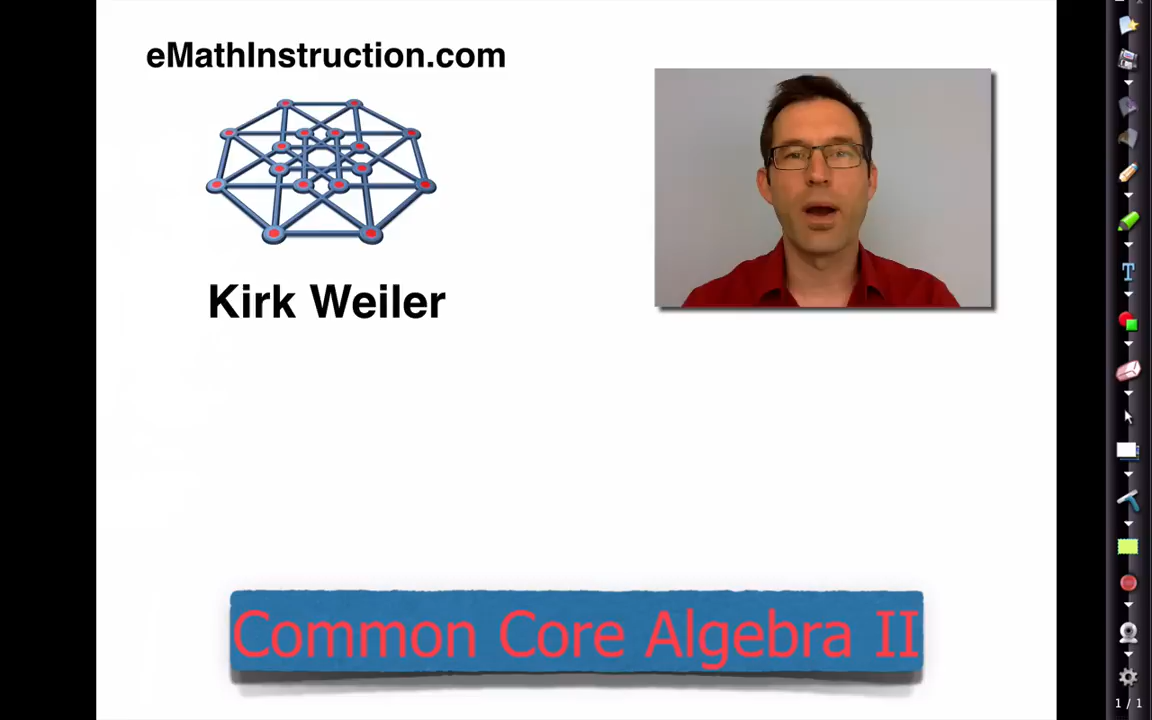 eMathInstruction.com
Kirk Weiler
Common Core Algebra II
T
1 / 1